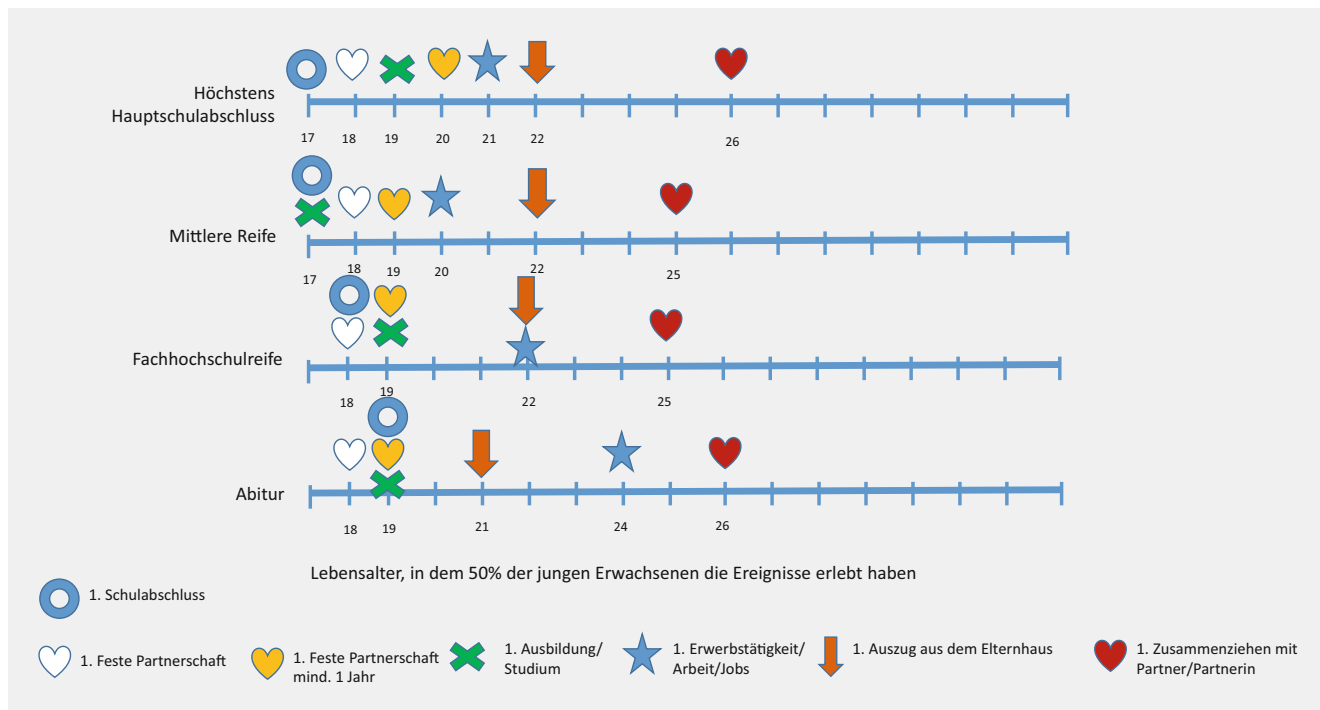 Höchstens
Hauptschulabschluss
17 18 19 20 21 22 26
Mittlere Reife
17 18 19 20 22 25
Fachhochschulreife
18 19 22 25
Abitur
18 19 21 24 26
Lebensalter, in dem 50% der jungen Erwachsenen die Ereignisse erlebt haben
1. Schulabschluss
1. Feste Partnerschaft
1. Feste Partnerschaft
mind. 1 Jahr
1. Ausbildung/
Studium
1. Erwerbstätigkeit/
Arbeit/Jobs
1. Auszug aus dem Elternhaus
1. Zusammenziehen mit
Partner/Partnerin